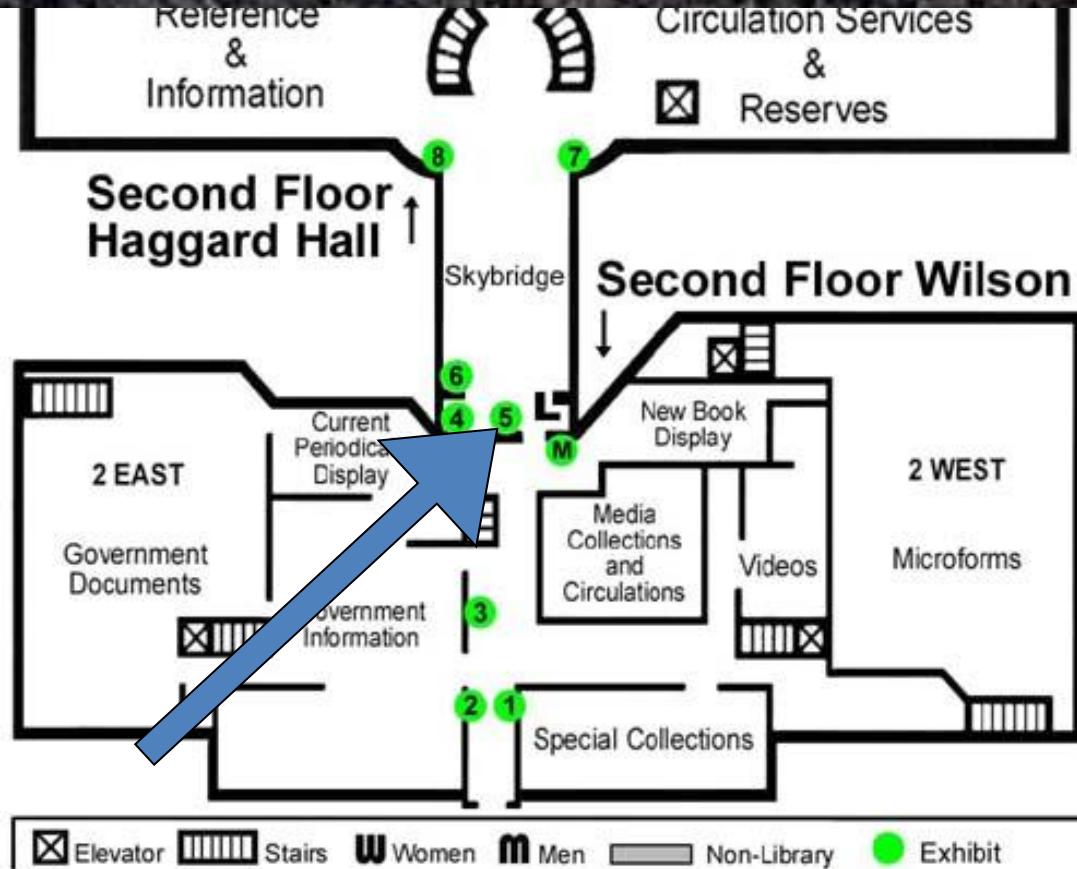 Reference
&
Information
Circulation Services
&
Reserves
8
7
Second Floor
Haggard Hall
Skybridge
Second Floor Wilson
6
4
5
M
Current
Display
New Book
Display
2 EAST
2 WEST
Government
Documents
Media
Collections
and
Circulations
Videos
Microforms
3
Information
2
1
Special Collections
Elevator
Stairs
W Women
M Men
Non-Library
Exhibit